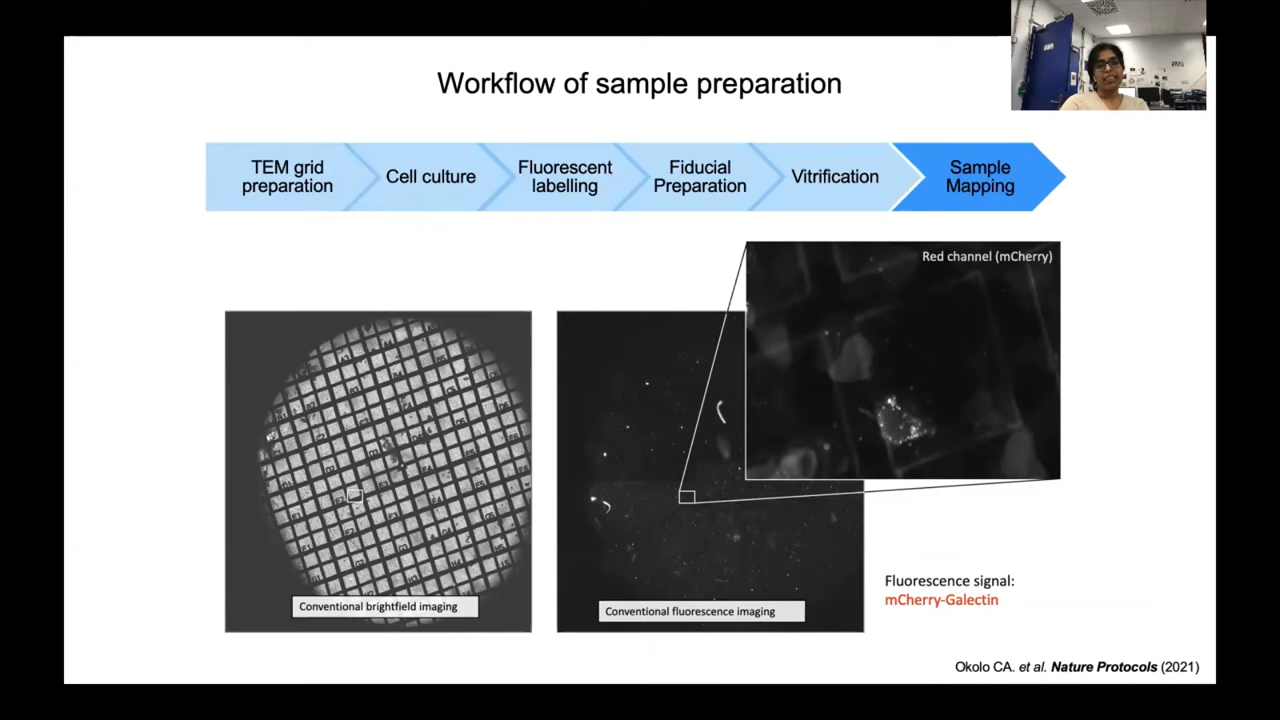 Workflow of sample preparation
TEM grid
preparation
Cell culture
Fluorescent
labelling
Fiducial
Preparation
Vitrification
Sample
Mapping
Red channel (mCherry)
Conventional brightfield imaging
Conventional fluorescence imaging
Fluorescence signal:
mCherry-Galectin
Okolo CA. et al. Nature Protocols (2021)